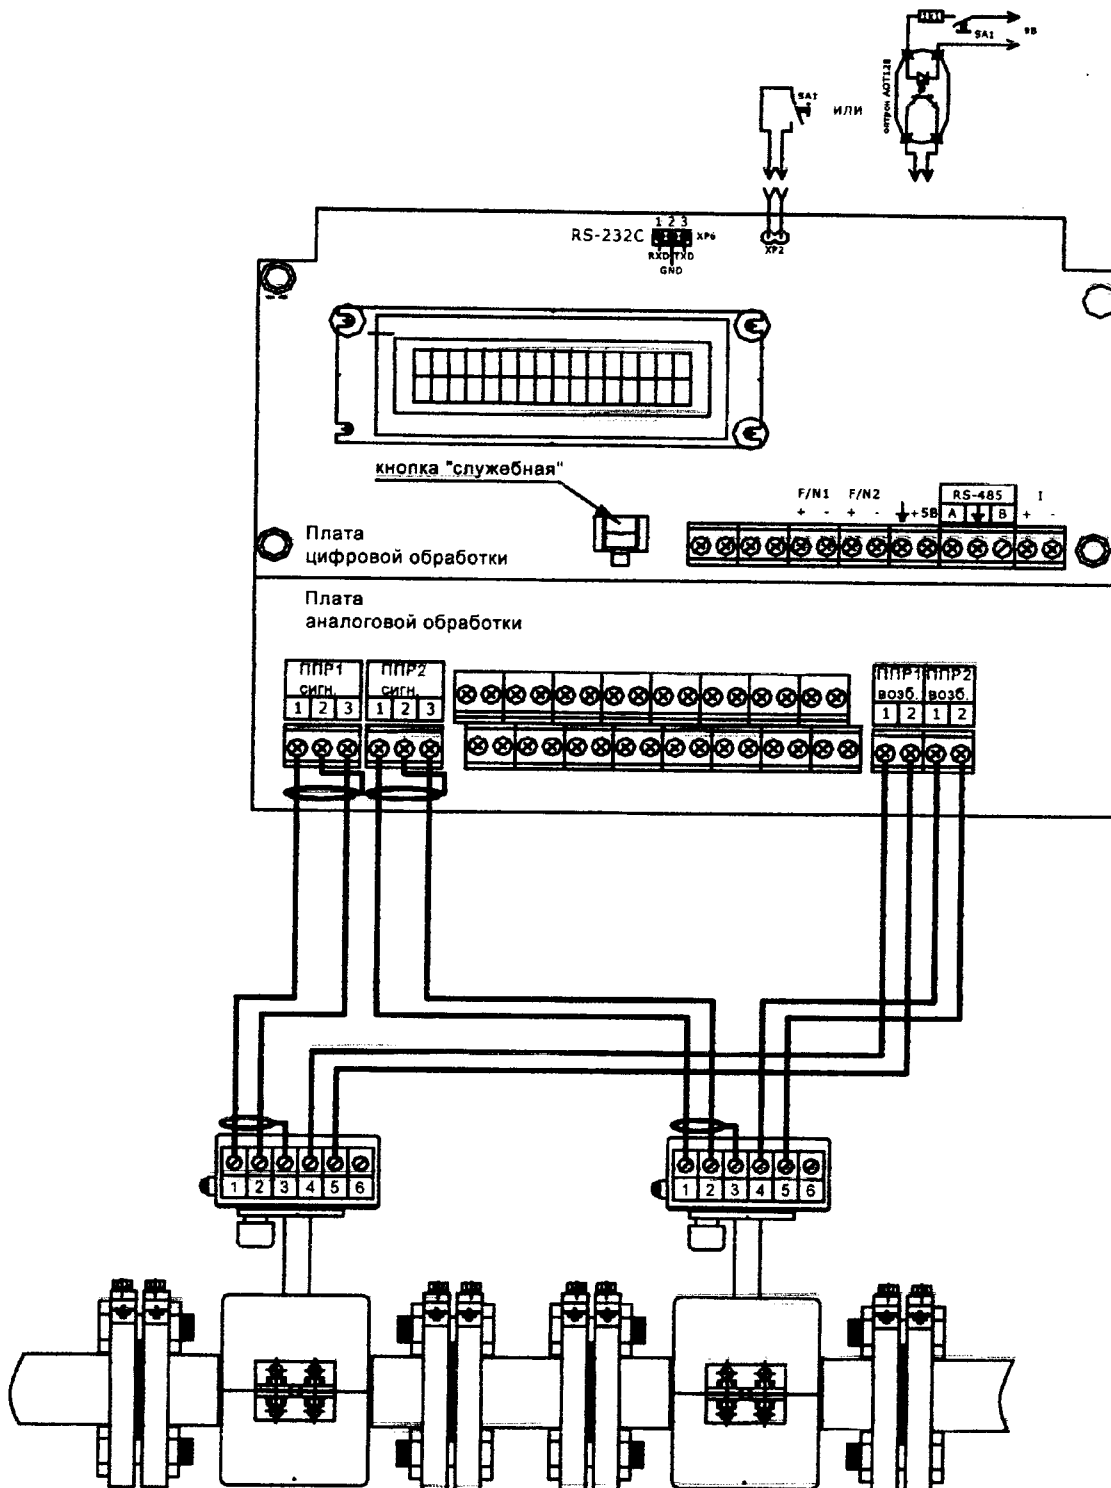 1к1
SA1
9В
оптрон АОТ128
SA1
ИЛИ
1 2 3
RS-232C
XP6
RXD TXD
GND
XP2
кнопка "служебная"
F/N1 F/N2 RS-485 I
+ - + - +5В A B + -
Плата
цифровой обработки
Плата
аналоговой обработки
ППР1 ППР2 ППР1 ППР2
сигн. сигн. возб. возб.
1 2 3 1 2 3 1 2 1 2
1 2 3 4 5 6 1 2 3 4 5 6